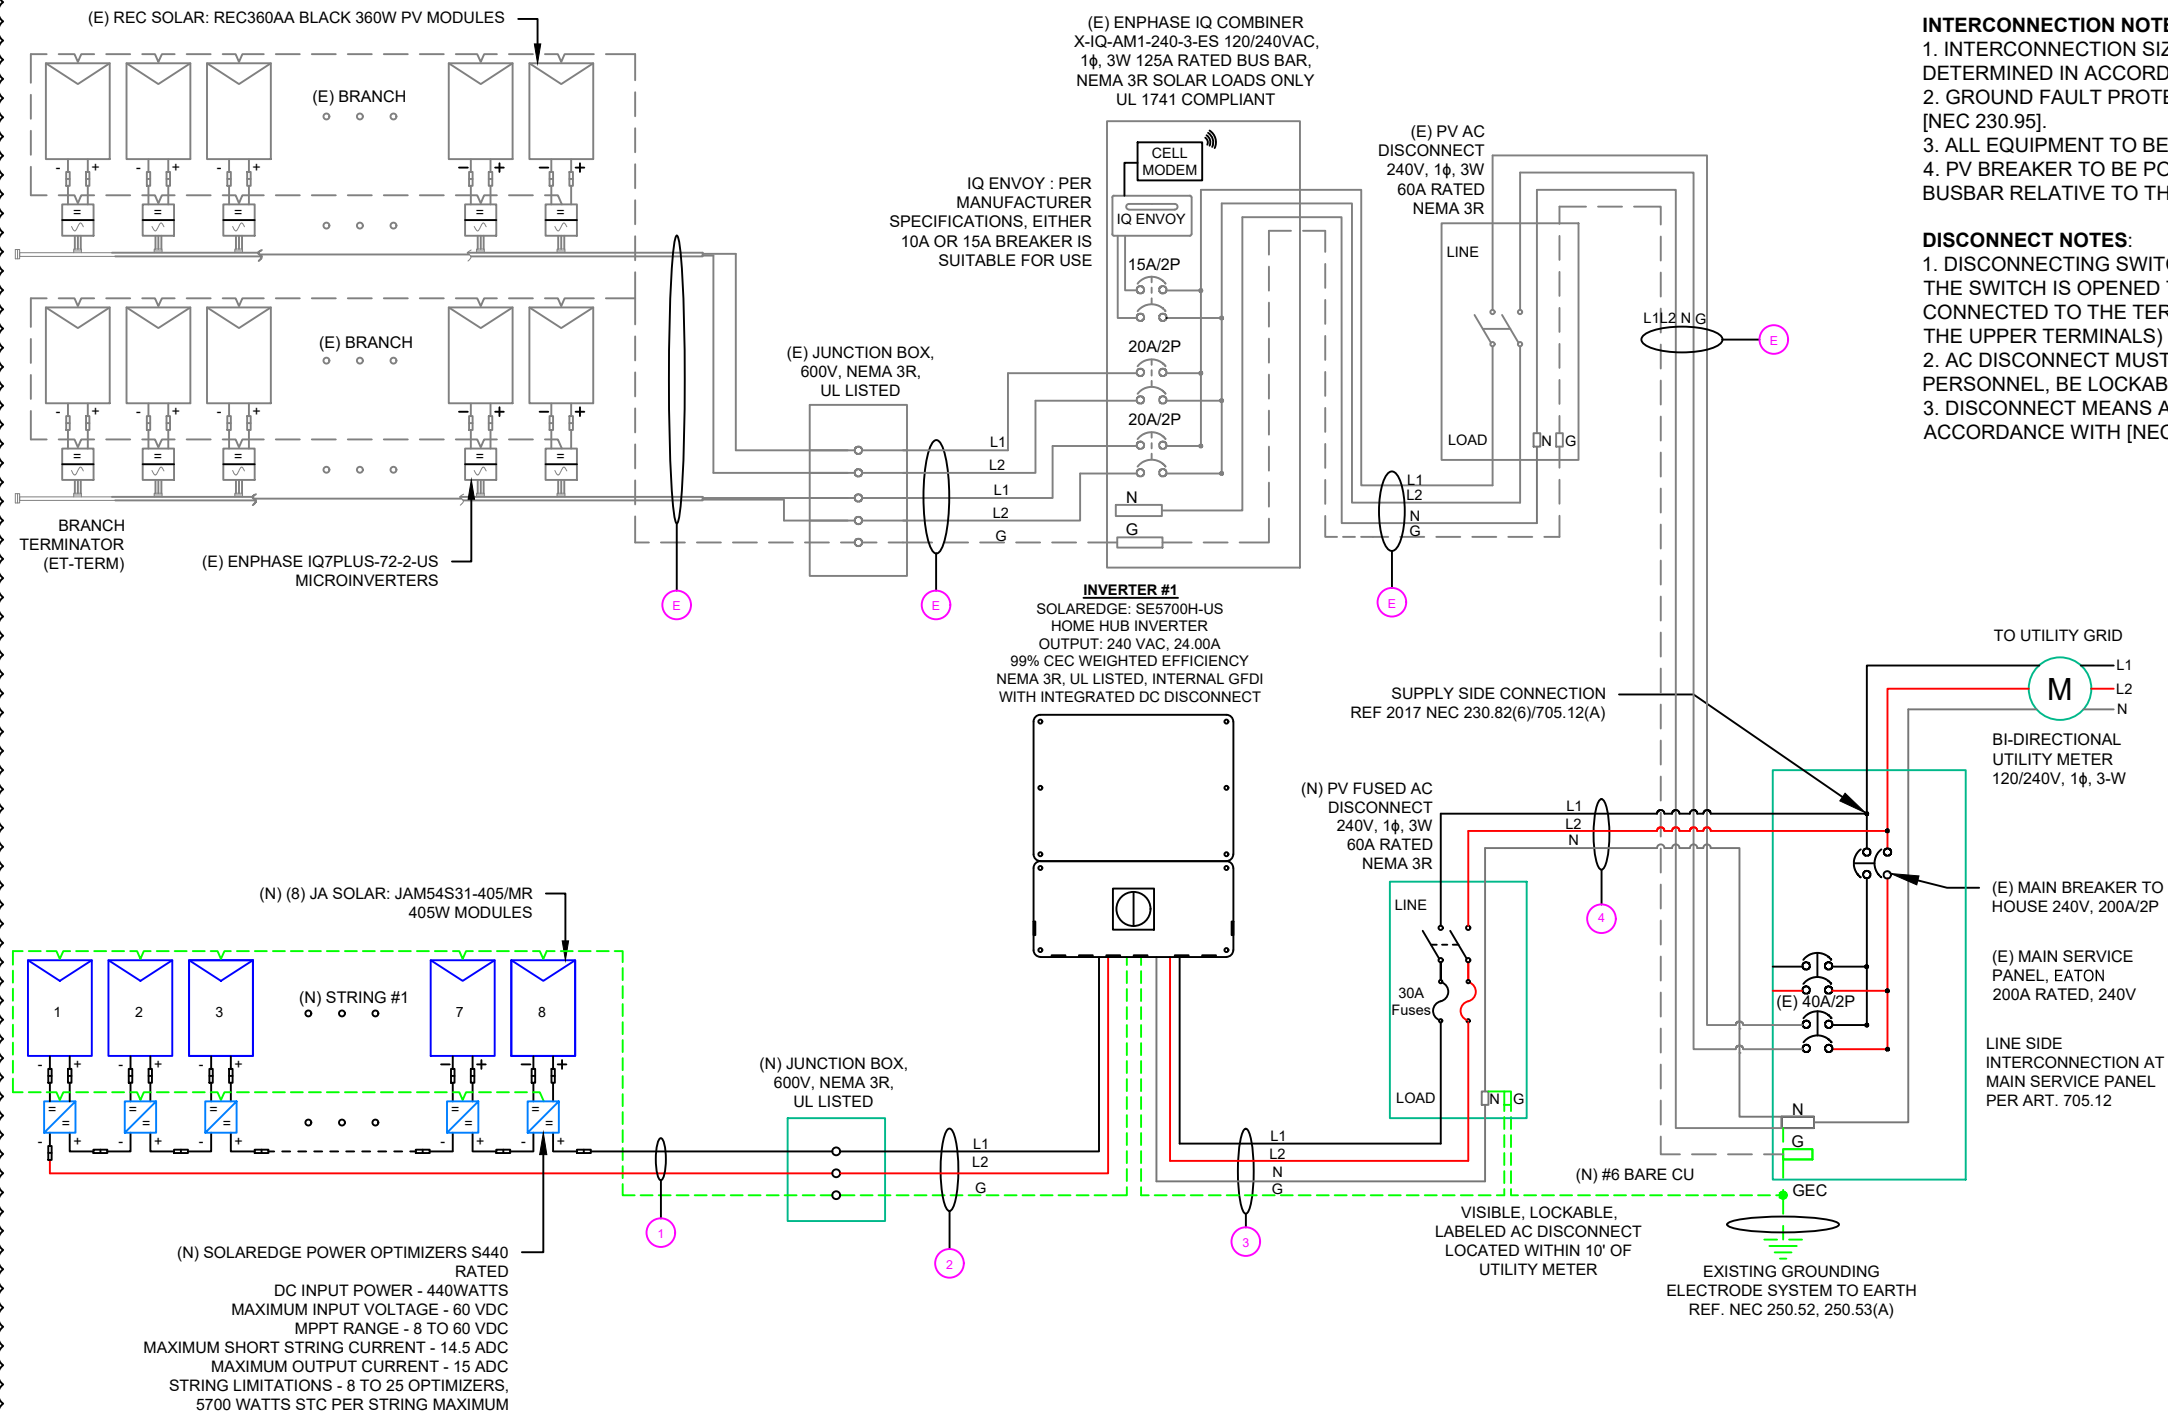 (E) REC SOLAR: REC360AA BLACK 360W PV MODULES
(E) BRANCH
- + - + - + - + - +
= = = = =
(E) BRANCH
- + - + - + - + - +
= = = = =
BRANCH
TERMINATOR
(ET-TERM)
(E) ENPHASE IQ7PLUS-72-2-US
MICROINVERTERS
E
(E) JUNCTION BOX,
600V, NEMA 3R,
UL LISTED
L1
L2
L1
L2
G
E
(E) ENPHASE IQ COMBINER
X-IQ-AM1-240-3-ES 120/240VAC,
1ϕ, 3W 125A RATED BUS BAR,
NEMA 3R SOLAR LOADS ONLY
UL 1741 COMPLIANT
CELL
MODEM
IQ ENVOY
IQ ENVOY : PER
MANUFACTURER
SPECIFICATIONS, EITHER
10A OR 15A BREAKER IS
SUITABLE FOR USE
15A/2P
20A/2P
20A/2P
N
G
(E) PV AC
DISCONNECT
240V, 1ϕ, 3W
60A RATED
NEMA 3R
LINE
LOAD
N G
L1
L2
N
G
E
L1 L2 N G
E
INTERCONNECTION NOTE
1. INTERCONNECTION SIZ
DETERMINED IN ACCORD
2. GROUND FAULT PROTE
[NEC 230.95].
3. ALL EQUIPMENT TO BE
4. PV BREAKER TO BE PO
BUSBAR RELATIVE TO TH
DISCONNECT NOTES:
1. DISCONNECTING SWIT
THE SWITCH IS OPENED T
CONNECTED TO THE TER
THE UPPER TERMINALS)
2. AC DISCONNECT MUST
PERSONNEL, BE LOCKAB
3. DISCONNECT MEANS A
ACCORDANCE WITH [NEC
INVERTER #1
SOLAREDGE: SE5700H-US
HOME HUB INVERTER
OUTPUT: 240 VAC, 24.00A
99% CEC WEIGHTED EFFICIENCY
NEMA 3R, UL LISTED, INTERNAL GFDI
WITH INTEGRATED DC DISCONNECT
TO UTILITY GRID
M
L1
L2
N
BI-DIRECTIONAL
UTILITY METER
120/240V, 1ϕ, 3-W
SUPPLY SIDE CONNECTION
REF 2017 NEC 230.82(6)/705.12(A)
(N) PV FUSED AC
DISCONNECT
240V, 1ϕ, 3W
60A RATED
NEMA 3R
LINE
30A
Fuses
LOAD
N G
L1
L2
N
4
(E) MAIN BREAKER TO
HOUSE 240V, 200A/2P
(E) MAIN SERVICE
PANEL, EATON
200A RATED, 240V
(E) 40A/2P
LINE SIDE
INTERCONNECTION AT
MAIN SERVICE PANEL
PER ART. 705.12
N
G
GEC
(N) #6 BARE CU
(N) (8) JA SOLAR: JAM54S31-405/MR
405W MODULES
1 2 3 7 8
(N) STRING #1
- + - + - + - + - +
= = = = =
= = = = =
- + - + - + - + - +
1
(N) JUNCTION BOX,
600V, NEMA 3R,
UL LISTED
L1
L2
G
2
L1
L2
N
G
3
VISIBLE, LOCKABLE,
LABELED AC DISCONNECT
LOCATED WITHIN 10' OF
UTILITY METER
EXISTING GROUNDING
ELECTRODE SYSTEM TO EARTH
REF. NEC 250.52, 250.53(A)
(N) SOLAREDGE POWER OPTIMIZERS S440
RATED
DC INPUT POWER - 440WATTS
MAXIMUM INPUT VOLTAGE - 60 VDC
MPPT RANGE - 8 TO 60 VDC
MAXIMUM SHORT STRING CURRENT - 14.5 ADC
MAXIMUM OUTPUT CURRENT - 15 ADC
STRING LIMITATIONS - 8 TO 25 OPTIMIZERS,
5700 WATTS STC PER STRING MAXIMUM